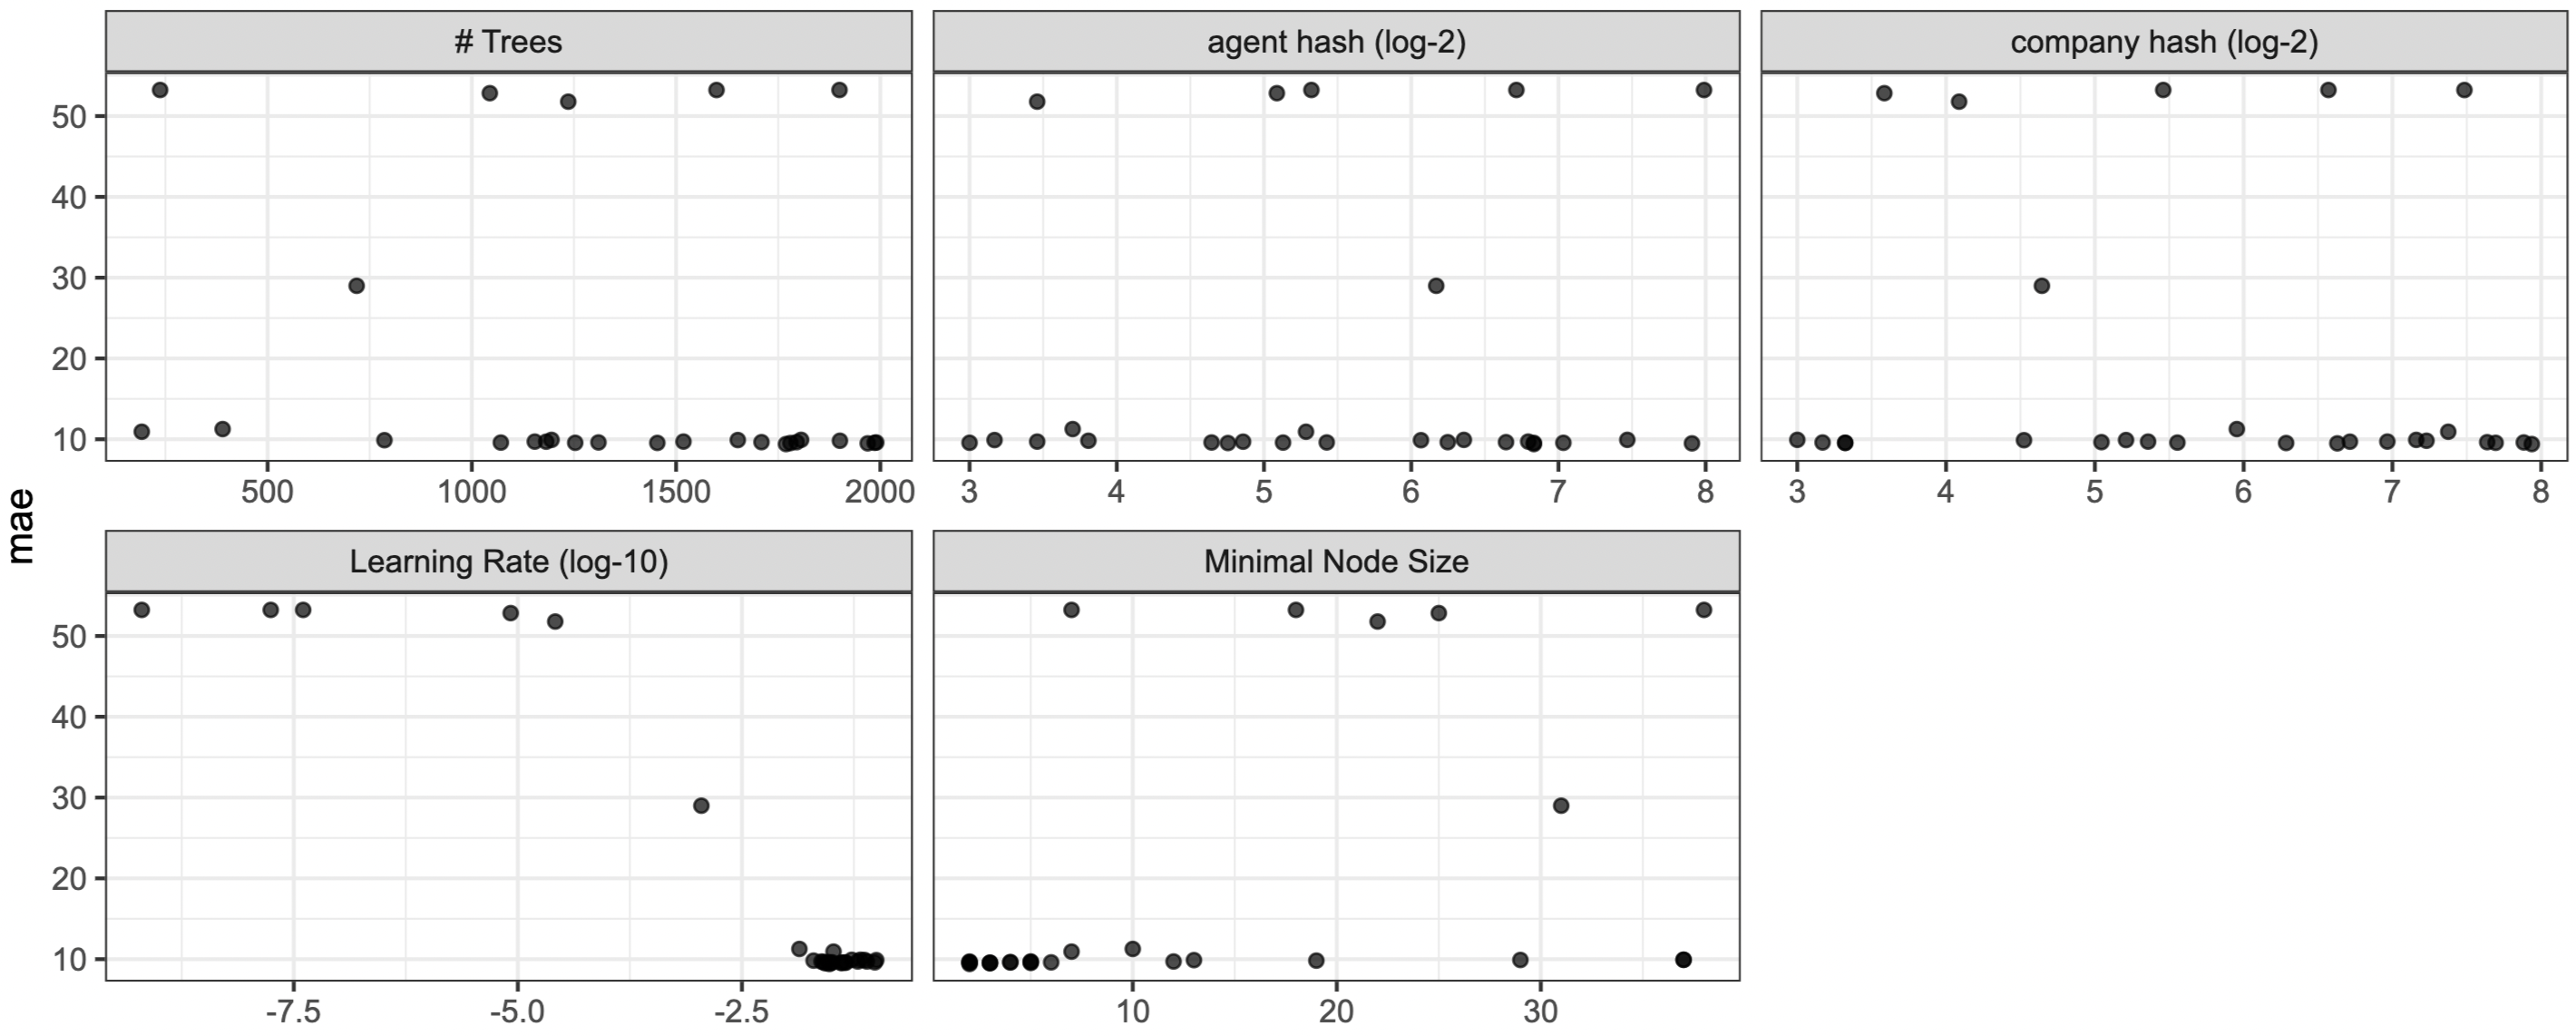 # Trees
agent hash (log-2)
company hash (log-2)
50
40
30
20
10
500 1000 1500 2000
3 4 5 6 7 8
3 4 5 6 7 8
mae
Learning Rate (log-10)
Minimal Node Size
50
40
30
20
10
-7.5 -5.0 -2.5
10 20 30